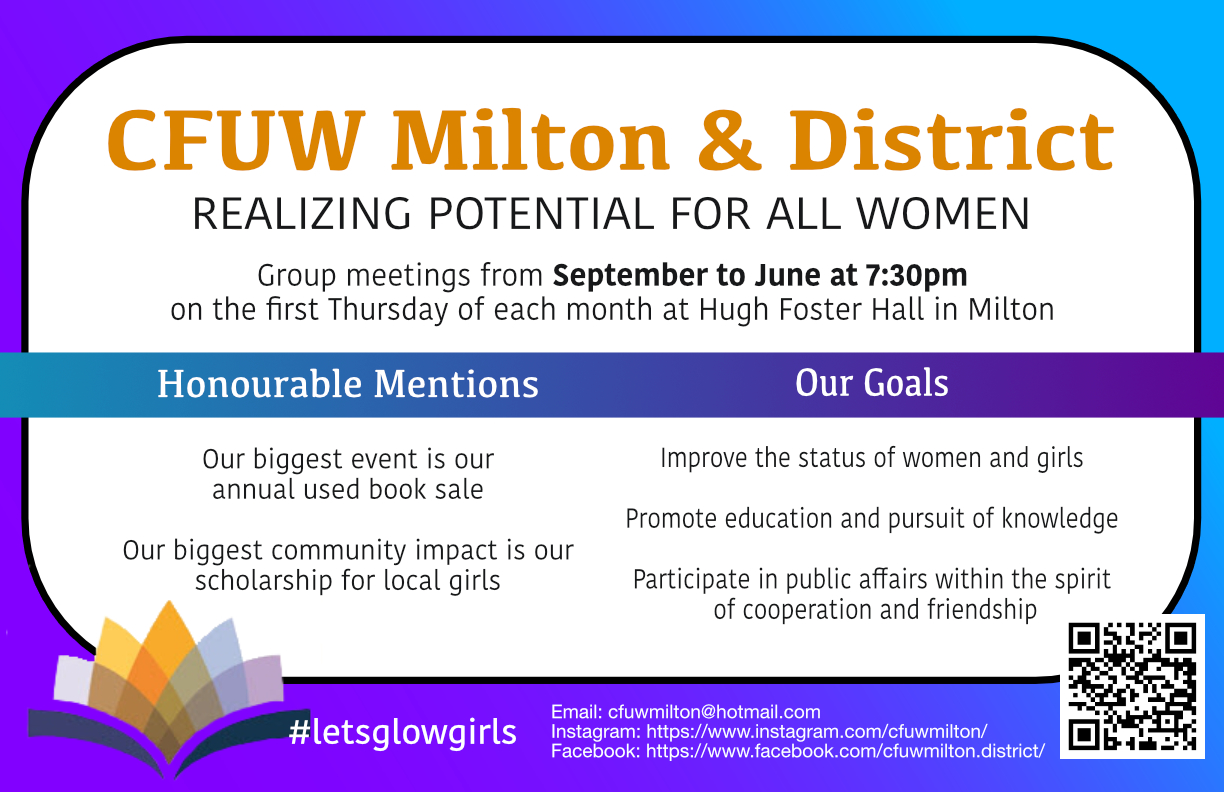 CFUW Milton & District
REALIZING POTENTIAL FOR ALL WOMEN
Group meetings from September to June at 7:30pm
on the first Thursday of each month at Hugh Foster Hall in Milton
Honourable Mentions
Our biggest event is our
annual used book sale
Our biggest community impact is our
scholarship for local girls
Our Goals
Improve the status of women and girls
Promote education and pursuit of knowledge
Participate in public affairs within the spirit
of cooperation and friendship
#letsglowgirls
Email: cfuwmilton@hotmail.com
Instagram: https://www.instagram.com/cfuwmilton/
Facebook: https://www.facebook.com/cfuwmilton.district/